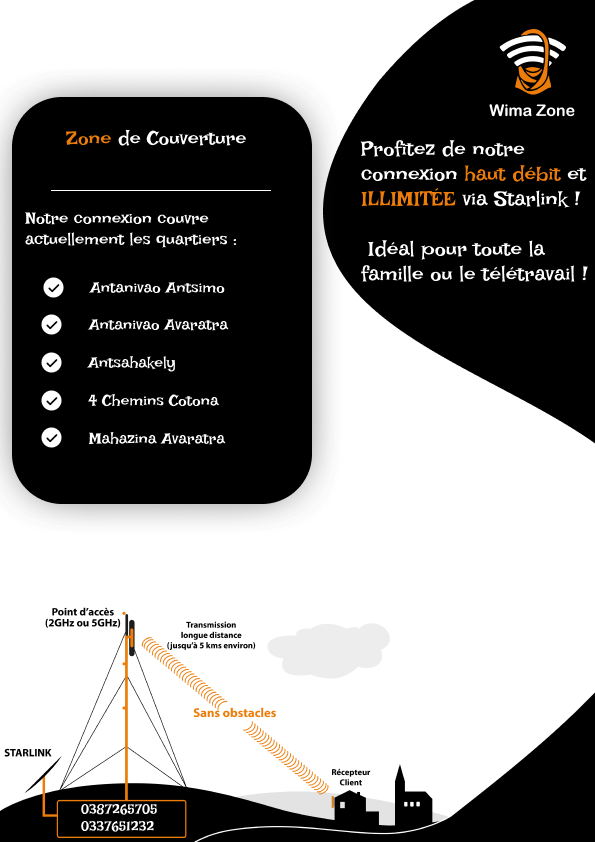 Wima Zone
Profitez de notre
connexion haut débit et
ILLIMITÉE via Starlink !
Idéal pour toute la
famille ou le télétravail !
Zone de Couverture
Notre connexion couvre
actuellement les quartiers :
Antanivao Antsimo
Antanivao Avaratra
Antsahakely
4 Chemins Cotona
Mahazina Avaratra
Point d'accès
(2GHz ou 5GHz)
Transmission
longue distance
(jusqu'à 5 kms environ)
Sans obstacles
STARLINK
Récepteur
Client
0387265705
0337651232